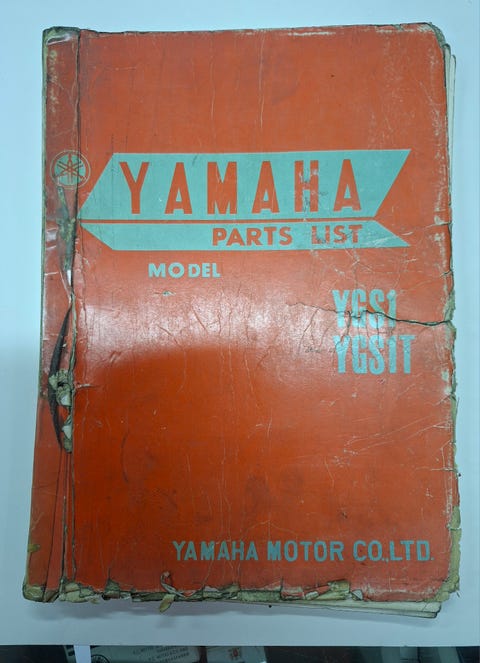 YAMAHA
PARTS LIST
MODEL
YGS1
YGS1T
YAMAHA MOTOR CO.,LTD.